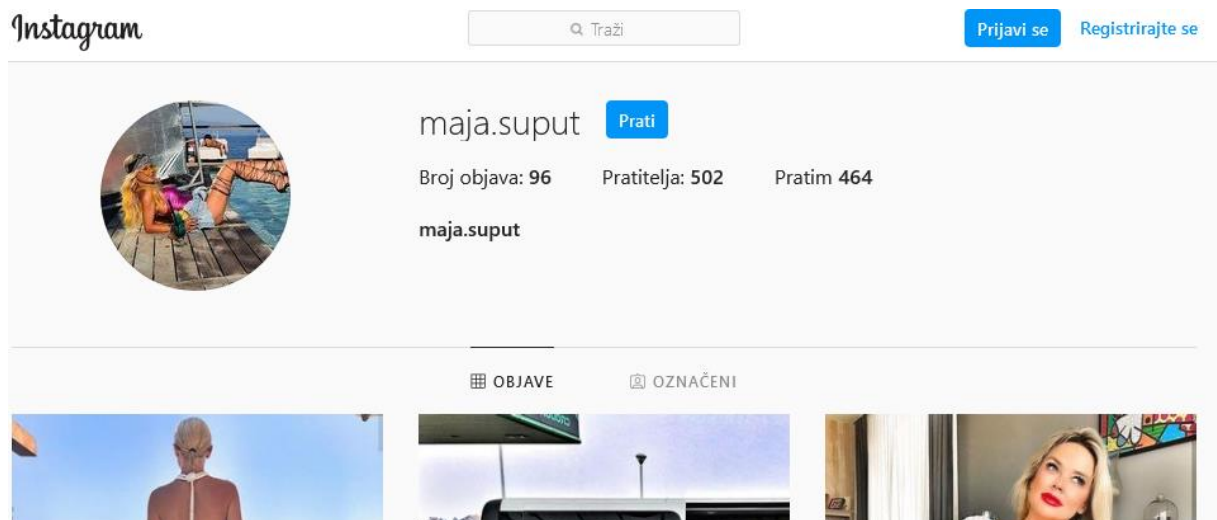 Instagram
Traži
Prijavi se
Registrirajte se
maja.suput
Prati
Broj objava: 96
Pratitelja: 502
Pratim 464
maja.suput
OBJAVE
OZNAČENI